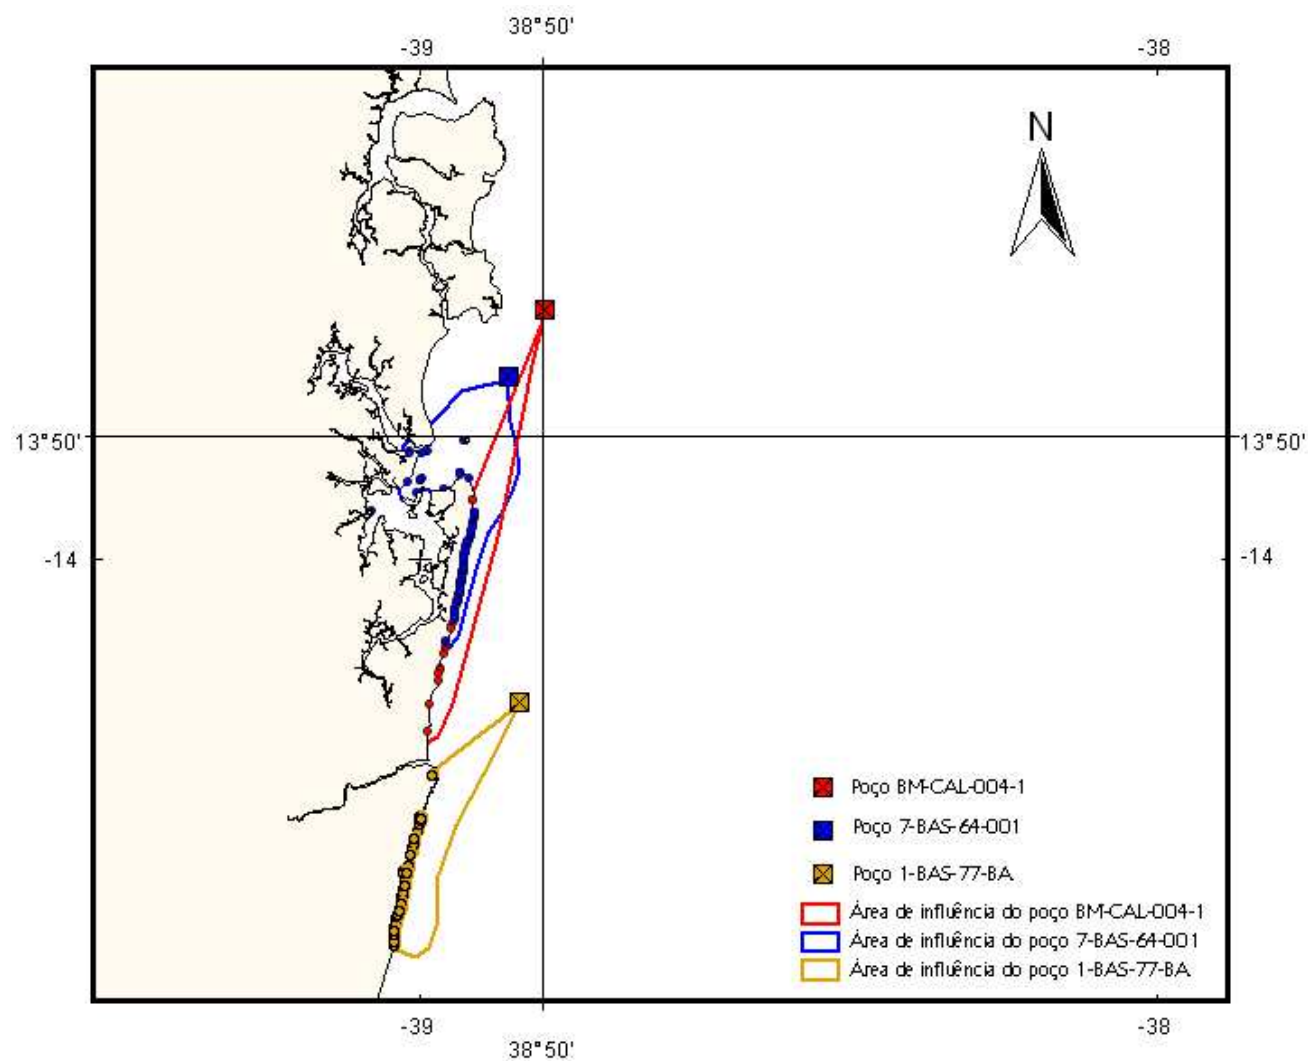 38°50'
-39
-38
N
13°50'
13°50'
-14
-14
Poço BM-CAL-004-1
Poço 7-BAS-64-001
Poço 1-BAS-77-BA
Área de influência do poço BM-CAL-004-1
Área de influência do poço 7-BAS-64-001
Área de influência do poço 1-BAS-77-BA
-39
-38
38°50'